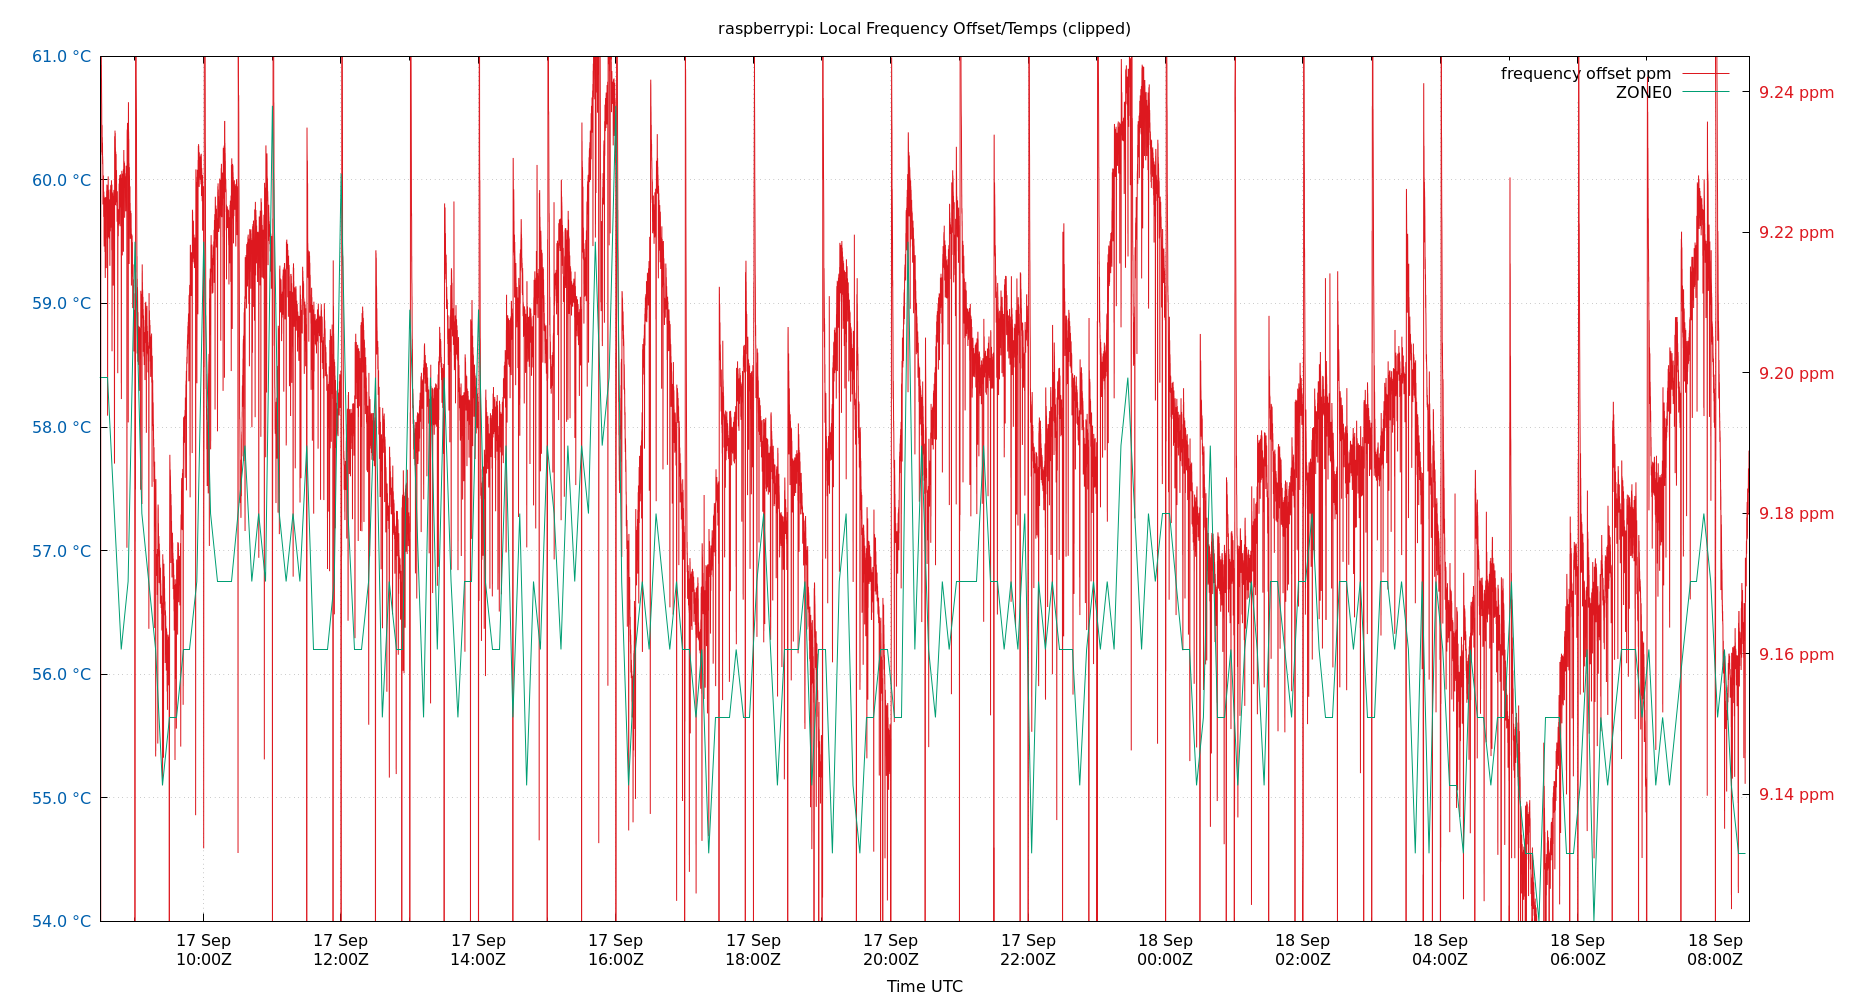 raspberrypi: Local Frequency Offset/Temps (clipped)
61.0 °C
60.0 °C
59.0 °C
58.0 °C
57.0 °C
56.0 °C
55.0 °C
54.0 °C
frequency offset ppm
ZONE0
9.24 ppm
9.22 ppm
9.20 ppm
9.18 ppm
9.16 ppm
9.14 ppm
17 Sep
10:00Z
17 Sep
12:00Z
17 Sep
14:00Z
17 Sep
16:00Z
17 Sep
18:00Z
17 Sep
20:00Z
17 Sep
22:00Z
18 Sep
00:00Z
18 Sep
02:00Z
18 Sep
04:00Z
18 Sep
06:00Z
18 Sep
08:00Z
Time UTC